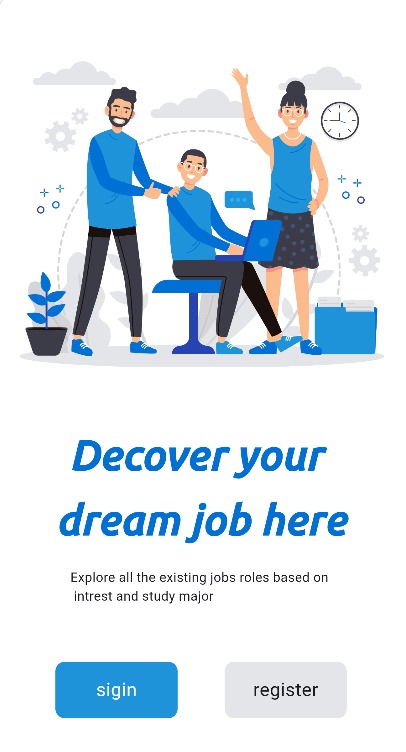 Decover your
dream job here
Explore all the existing jobs roles based on
intrest and study major
sigin
register